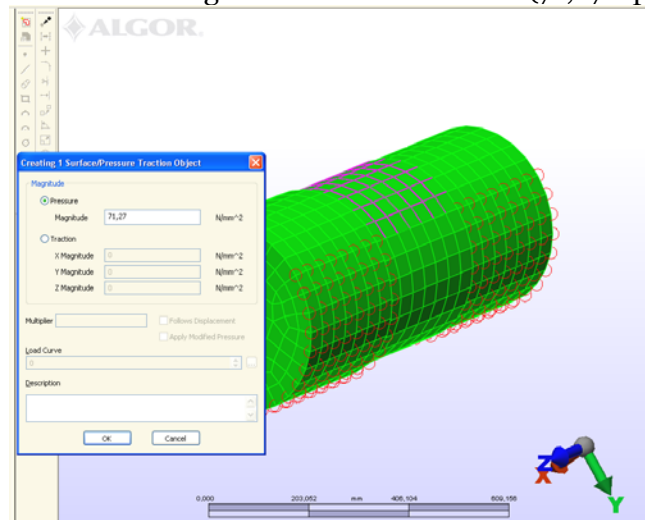 ALGOR
Creating 1 Surface/Pressure Traction Object
Magnitude
Pressure
Magnitude 71,27 N/mm^2
Traction
X Magnitude 0 N/mm^2
Y Magnitude 0 N/mm^2
Z Magnitude 0 N/mm^2
Multiplier Follows Displacement
Apply Modified Pressure
Load Curve
0
Description
OK Cancel
Z X Y
0,000 203,052 mm 406,104 609,156